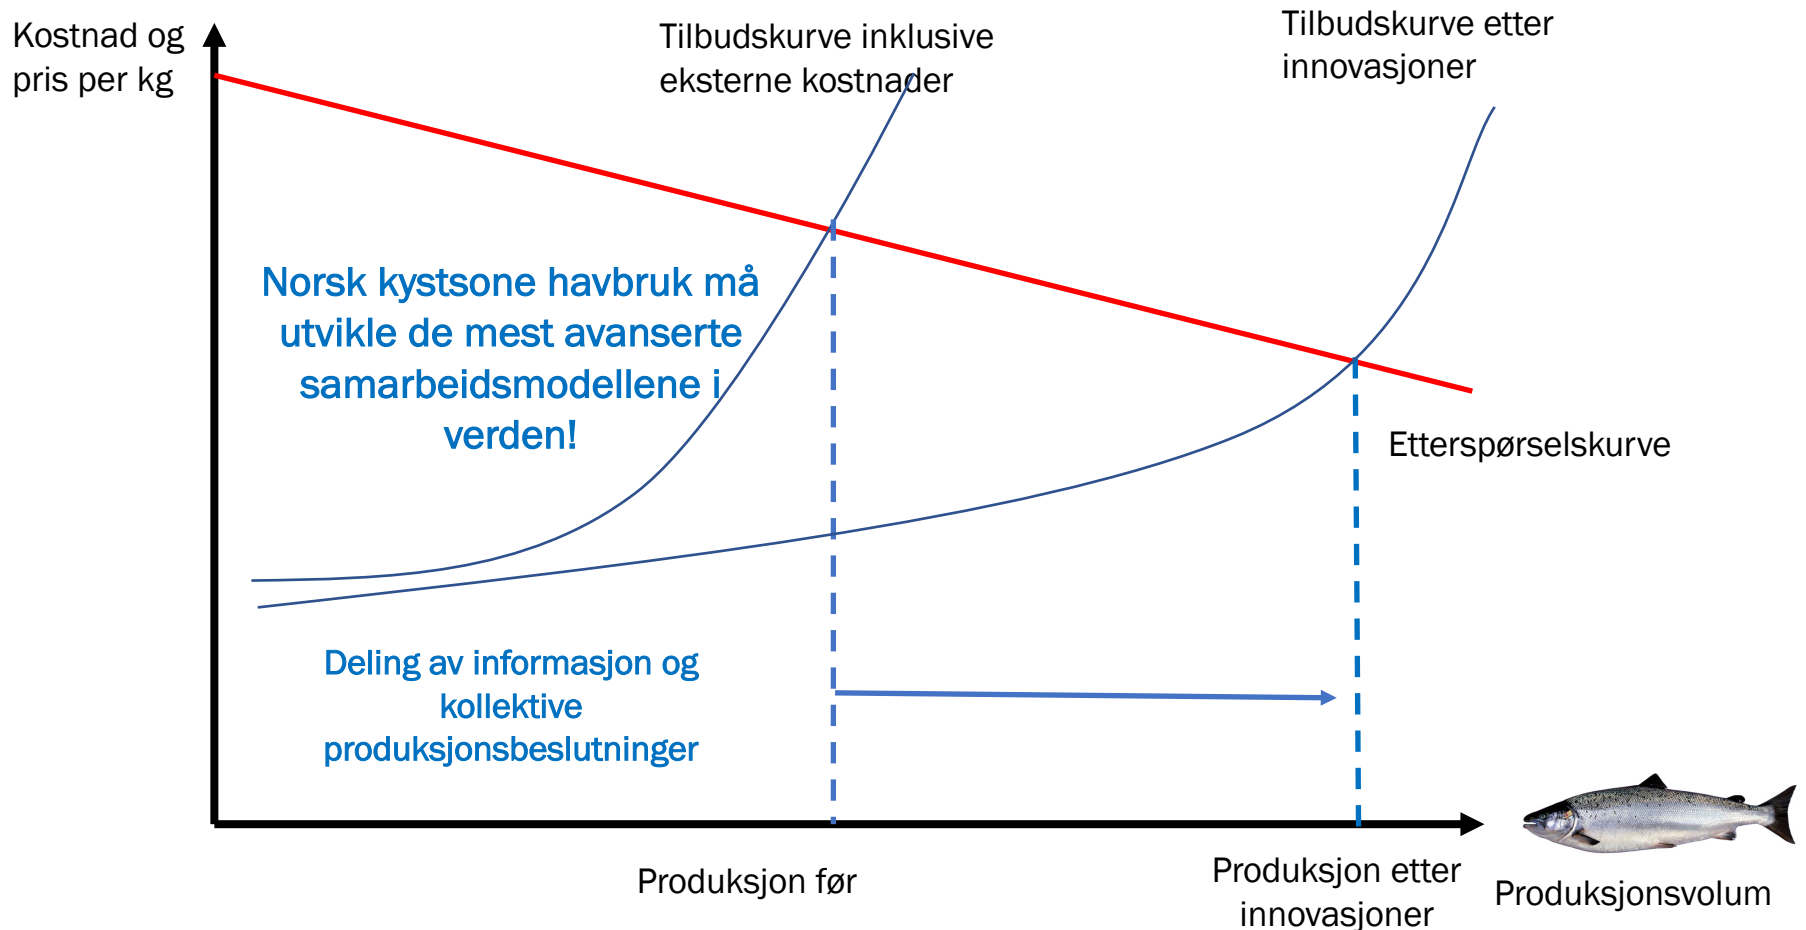 Kostnad og
pris per kg
Tilbudskurve inklusive
eksterne kostnader
Tilbudskurve etter
innovasjoner
Norsk kystsone havbruk må
utvikle de mest avanserte
samarbeidsmodellene i
verden!
Etterspørselskurve
Deling av informasjon og
kollektive
produksjonsbeslutninger
Produksjon før
Produksjon etter
innovasjoner
Produksjonsvolum